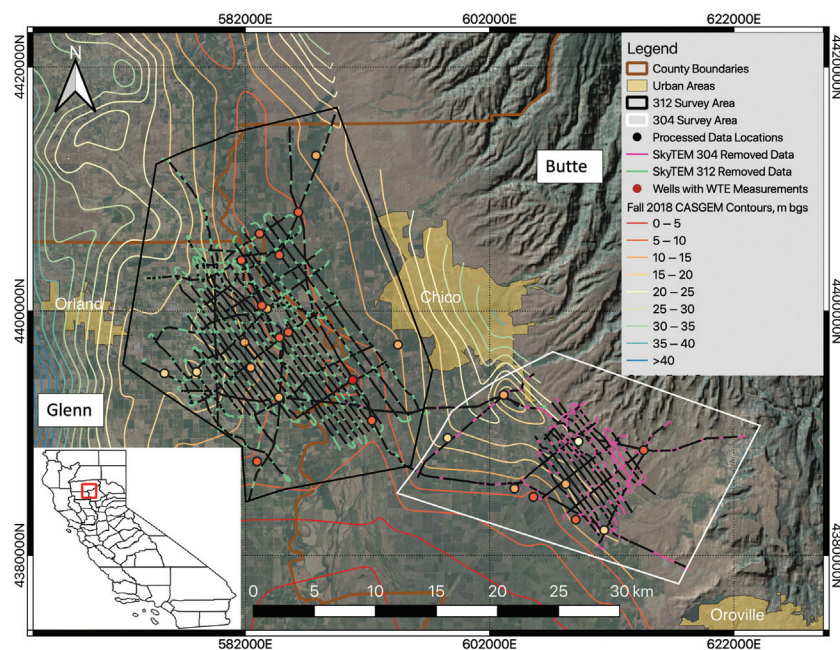 582000E 602000E 622000E
4420000N 4420000N
N
Legend
County Boundaries
Urban Areas
312 Survey Area
304 Survey Area
Processed Data Locations
SkyTEM 304 Removed Data
SkyTEM 312 Removed Data
Wells with WTE Measurements
Fall 2018 CASGEM Contours, m bgs
0 – 5
5 – 10
10 – 15
15 – 20
20 – 25
25 – 30
30 – 35
35 – 40
>40
Butte
Orland
Chico
4400000N 4400000N
Glenn
4380000N 4380000N
0 5 10 15 20 25 30 km
Oroville
582000E 602000E 622000E